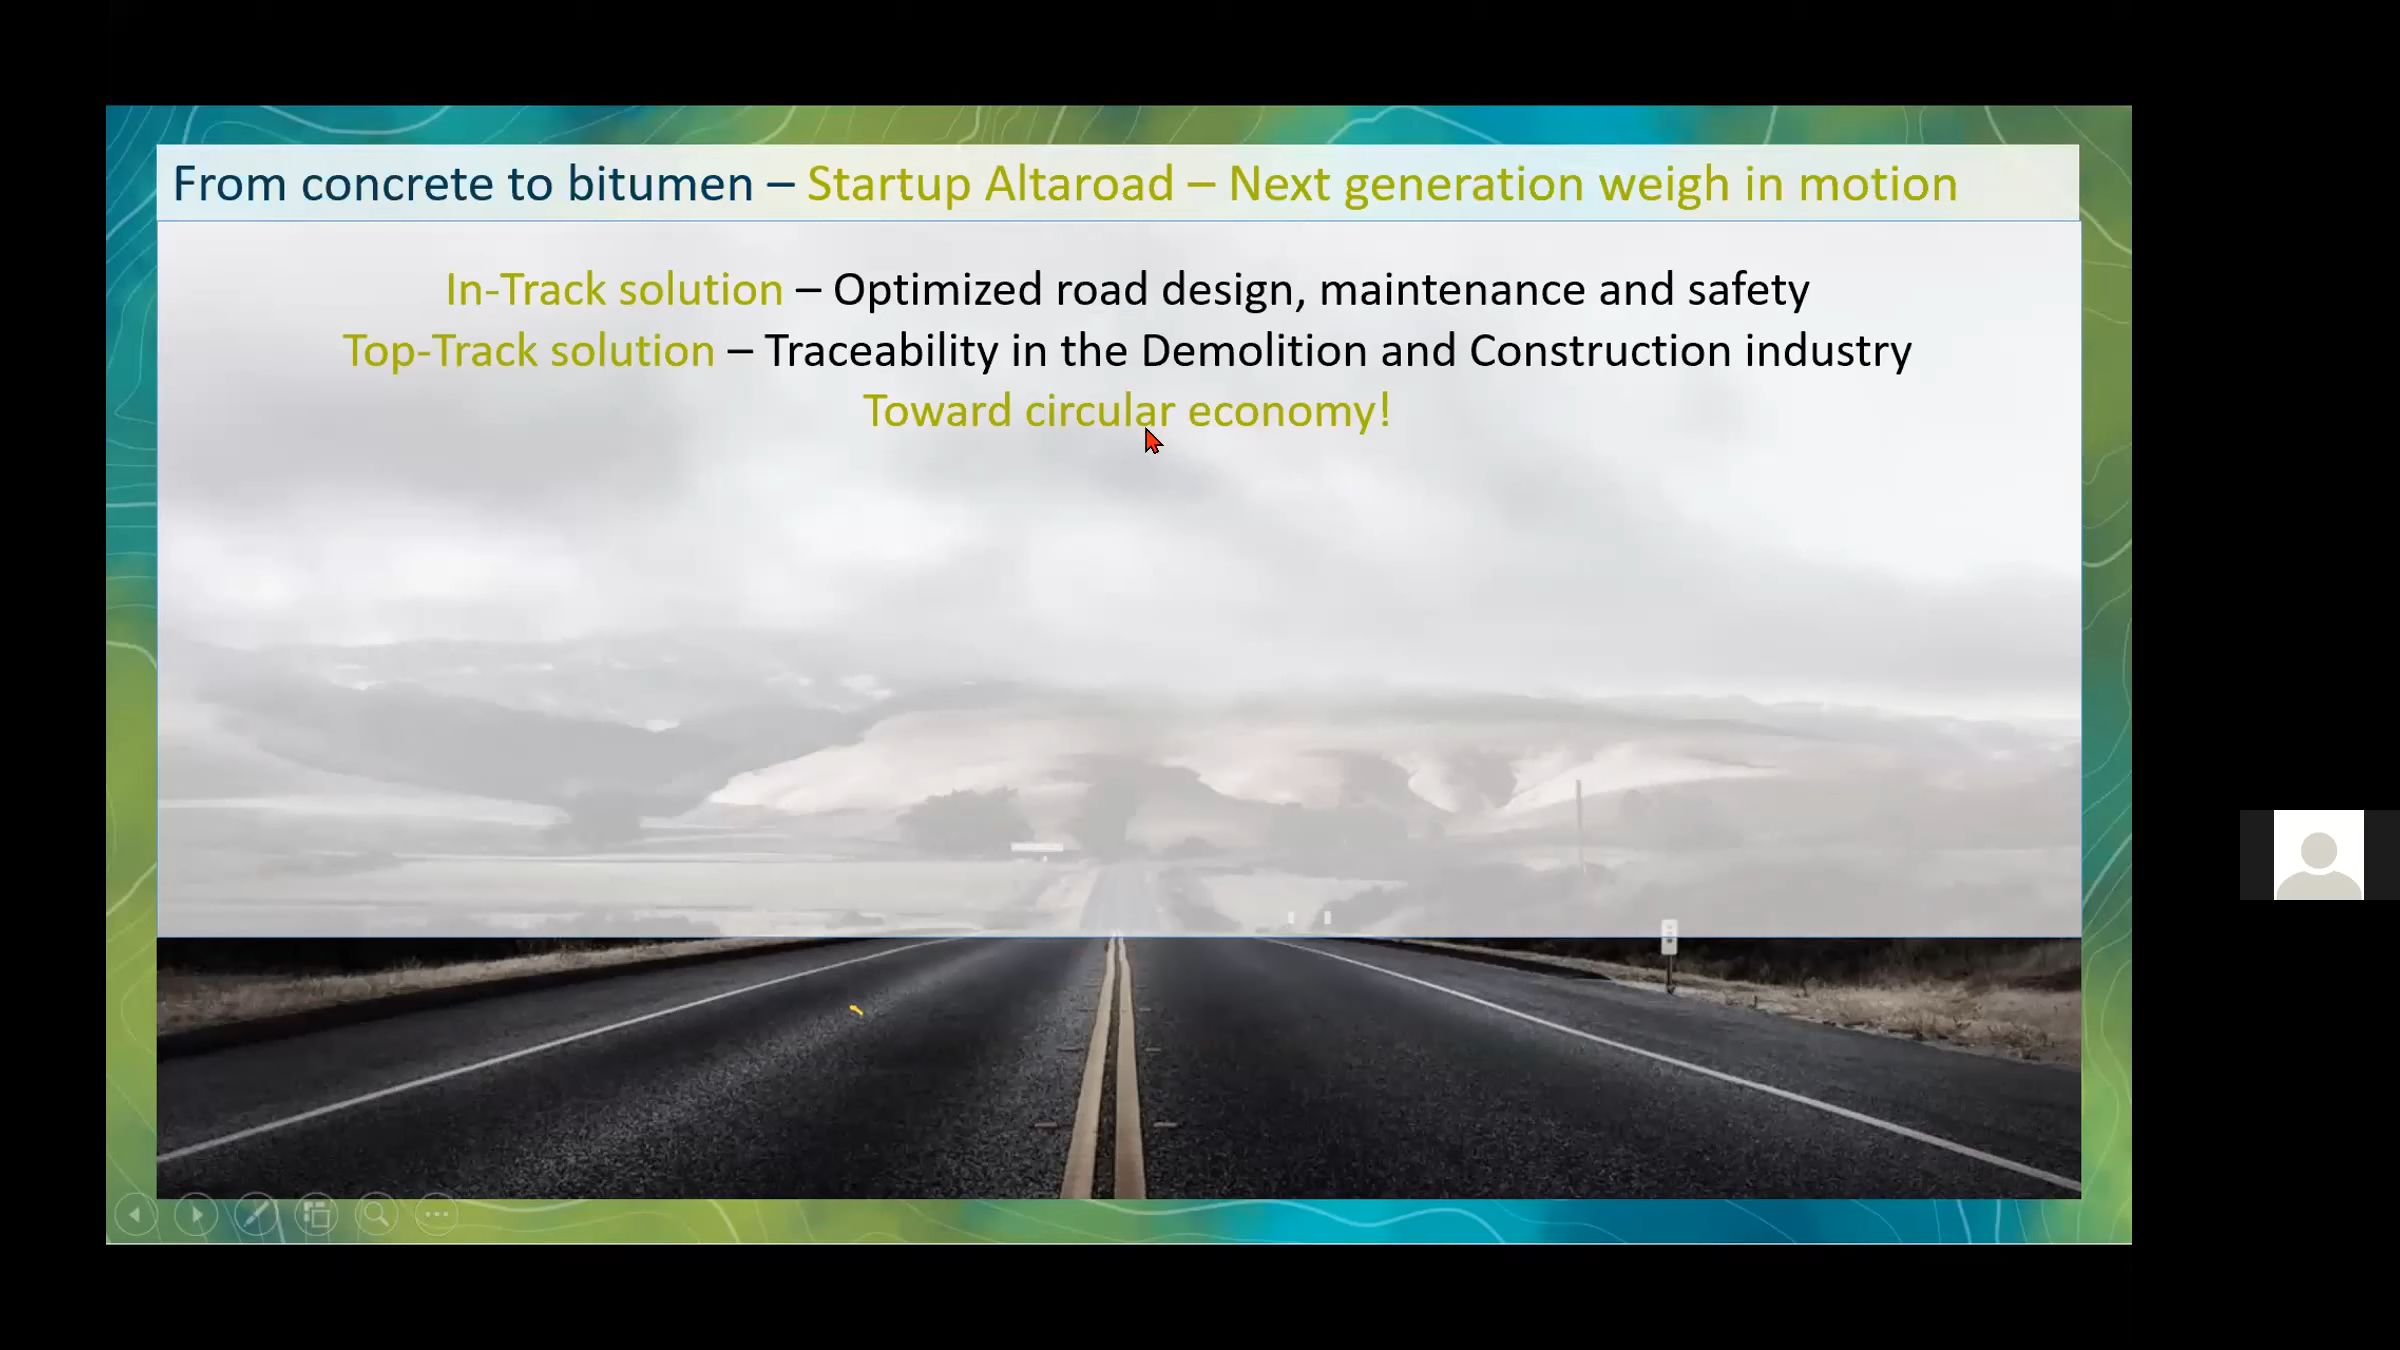 From concrete to bitumen – Startup Altaroad – Next generation weigh in motion
In-Track solution – Optimized road design, maintenance and safety
Top-Track solution – Traceability in the Demolition and Construction industry
Toward circular economy!